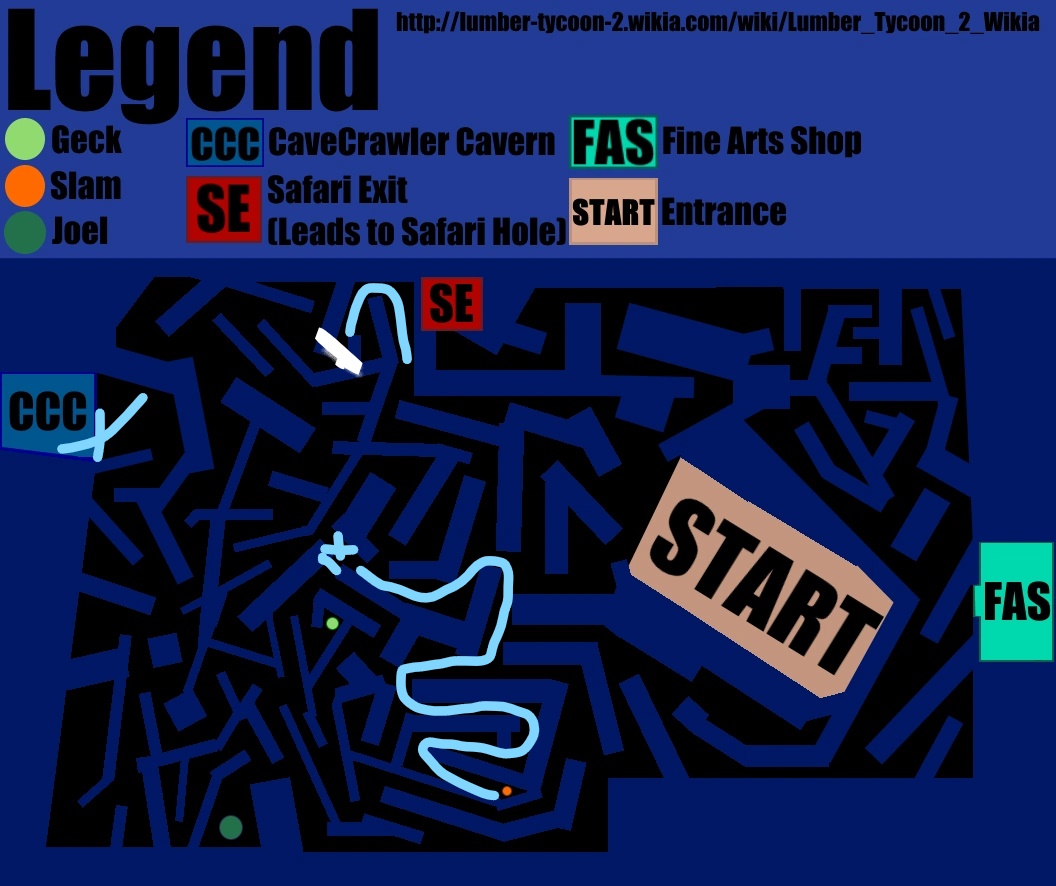 Legend
http://lumber-tycoon-2.wikia.com/wiki/Lumber_Tycoon_2_Wikia
Geck
Slam
Joel
CCC CaveCrawler Cavern
SE Safari Exit
(Leads to Safari Hole)
FAS Fine Arts Shop
START Entrance
SE
CCC
START
FAS